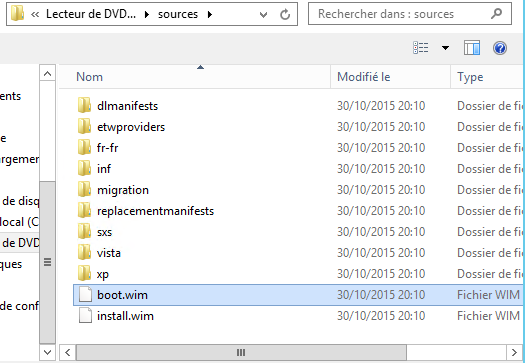 « Lecteur de DVD... ▸ sources ▸
Rechercher dans : sources
Nom Modifié le Type
dlmanifests 30/10/2015 20:10 Dossier de fi
etwproviders 30/10/2015 20:10 Dossier de fi
fr-fr 30/10/2015 20:10 Dossier de fi
inf 30/10/2015 20:10 Dossier de fi
migration 30/10/2015 20:10 Dossier de fi
replacementmanifests 30/10/2015 20:10 Dossier de fi
sxs 30/10/2015 20:10 Dossier de fi
vista 30/10/2015 20:10 Dossier de fi
xp 30/10/2015 20:10 Dossier de fi
boot.wim 30/10/2015 20:10 Fichier WIM
install.wim 30/10/2015 20:10 Fichier WIM
ents
e
argemer
de disq
local (C
de DVD
ques
de conf